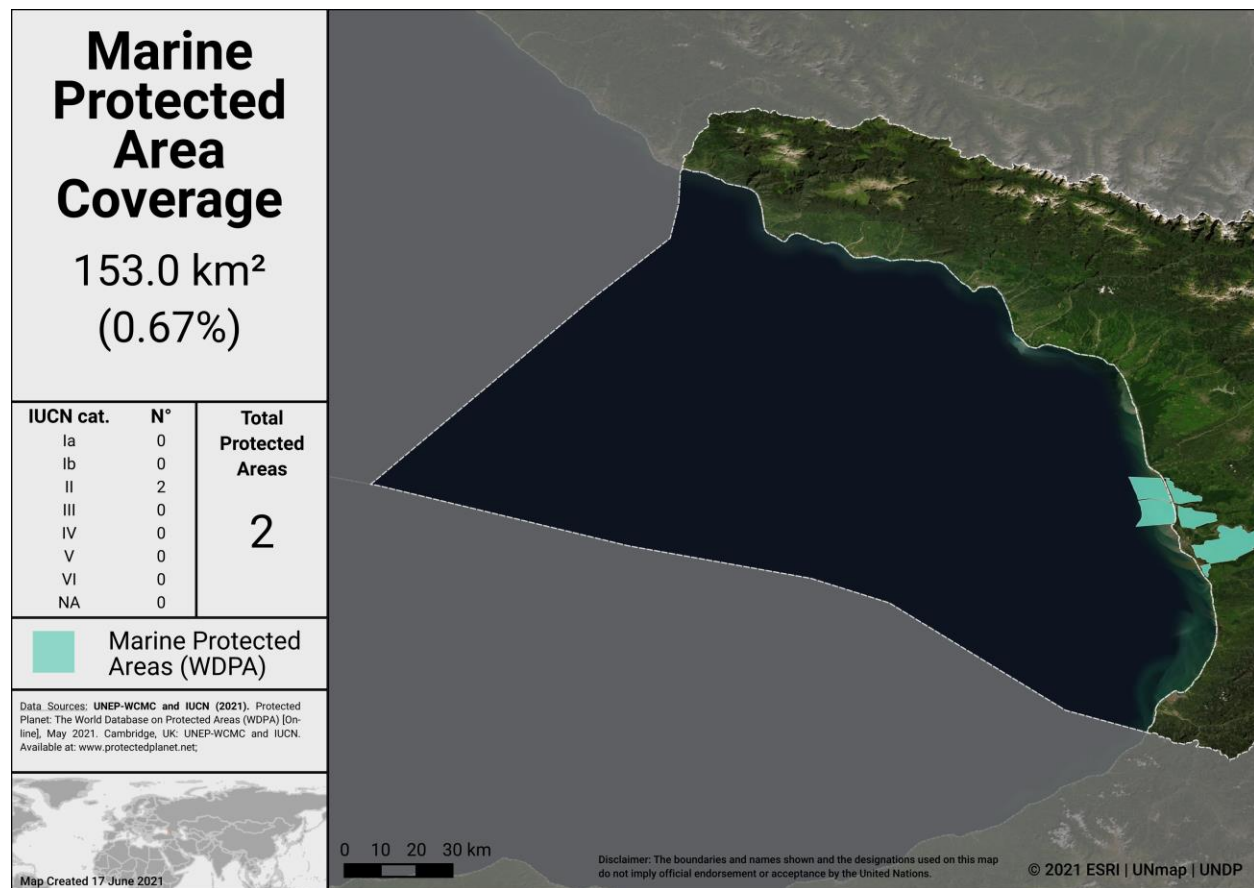 Marine
Protected
Area
Coverage
153.0 km²
(0.67%)
IUCN cat. N°
Ia 0
Ib 0
II 2
III 0
IV 0
V 0
VI 0
NA 0
Total
Protected
Areas
2
Marine Protected
Areas (WDPA)
Data Sources: UNEP-WCMC and IUCN (2021). Protected
Planet: The World Database on Protected Areas (WDPA) [On-
line], May 2021. Cambridge, UK: UNEP-WCMC and IUCN.
Available at: www.protectedplanet.net;
Map Created 17 June 2021
0 10 20 30 km
Disclaimer: The boundaries and names shown and the designations used on this map
do not imply official endorsement or acceptance by the United Nations.
© 2021 ESRI | UNmap | UNDP